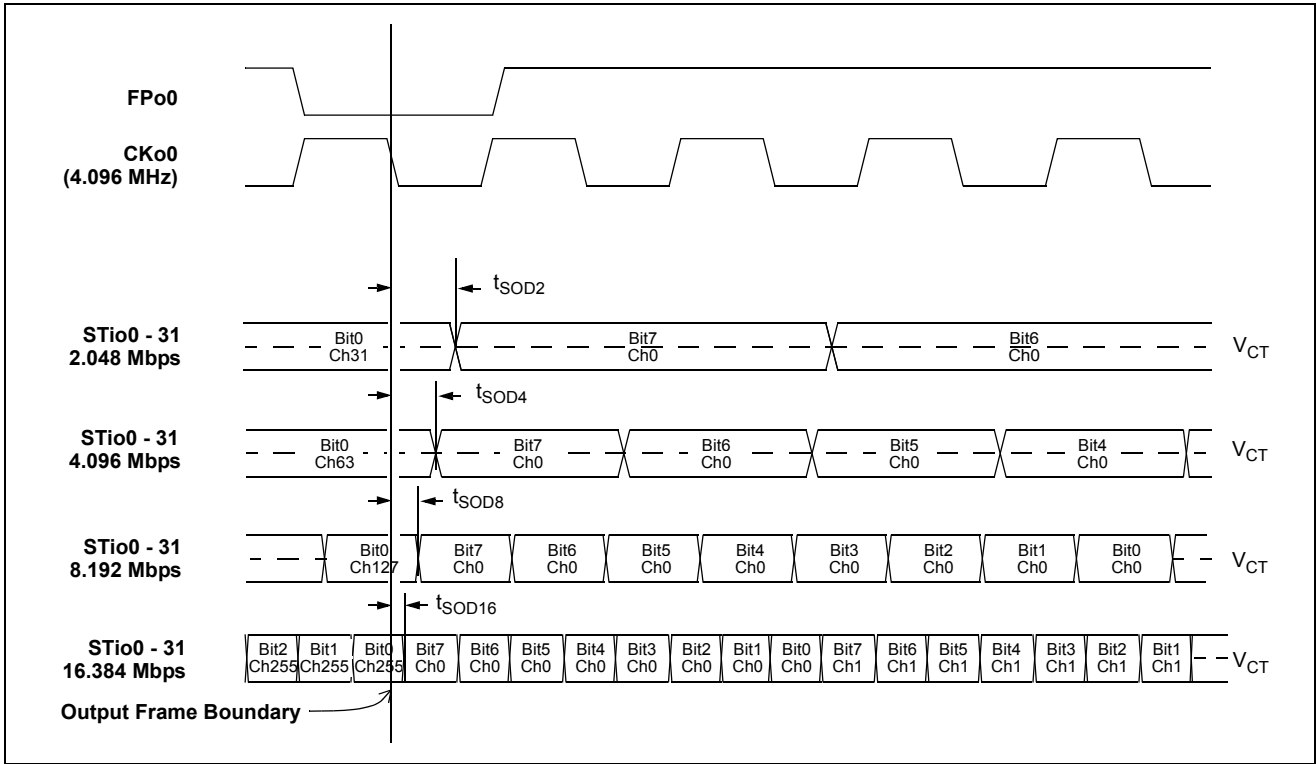 FPo0
CKo0
(4.096 MHz)
tSOD2
STio0 - 31
2.048 Mbps
Bit0
Ch31
Bit7
Ch0
Bit6
Ch0
VCT
tSOD4
STio0 - 31
4.096 Mbps
Bit0
Ch63
Bit7
Ch0
Bit6
Ch0
Bit5
Ch0
Bit4
Ch0
VCT
tSOD8
STio0 - 31
8.192 Mbps
Bit0
Ch127
Bit7
Ch0
Bit6
Ch0
Bit5
Ch0
Bit4
Ch0
Bit3
Ch0
Bit2
Ch0
Bit1
Ch0
Bit0
Ch0
VCT
tSOD16
STio0 - 31
16.384 Mbps
Bit2
Ch255
Bit1
Ch255
Bit0
Ch255
Bit7
Ch0
Bit6
Ch0
Bit5
Ch0
Bit4
Ch0
Bit3
Ch0
Bit2
Ch0
Bit1
Ch0
Bit0
Ch0
Bit7
Ch1
Bit6
Ch1
Bit5
Ch1
Bit4
Ch1
Bit3
Ch1
Bit2
Ch1
Bit1
Ch1
VCT
Output Frame Boundary